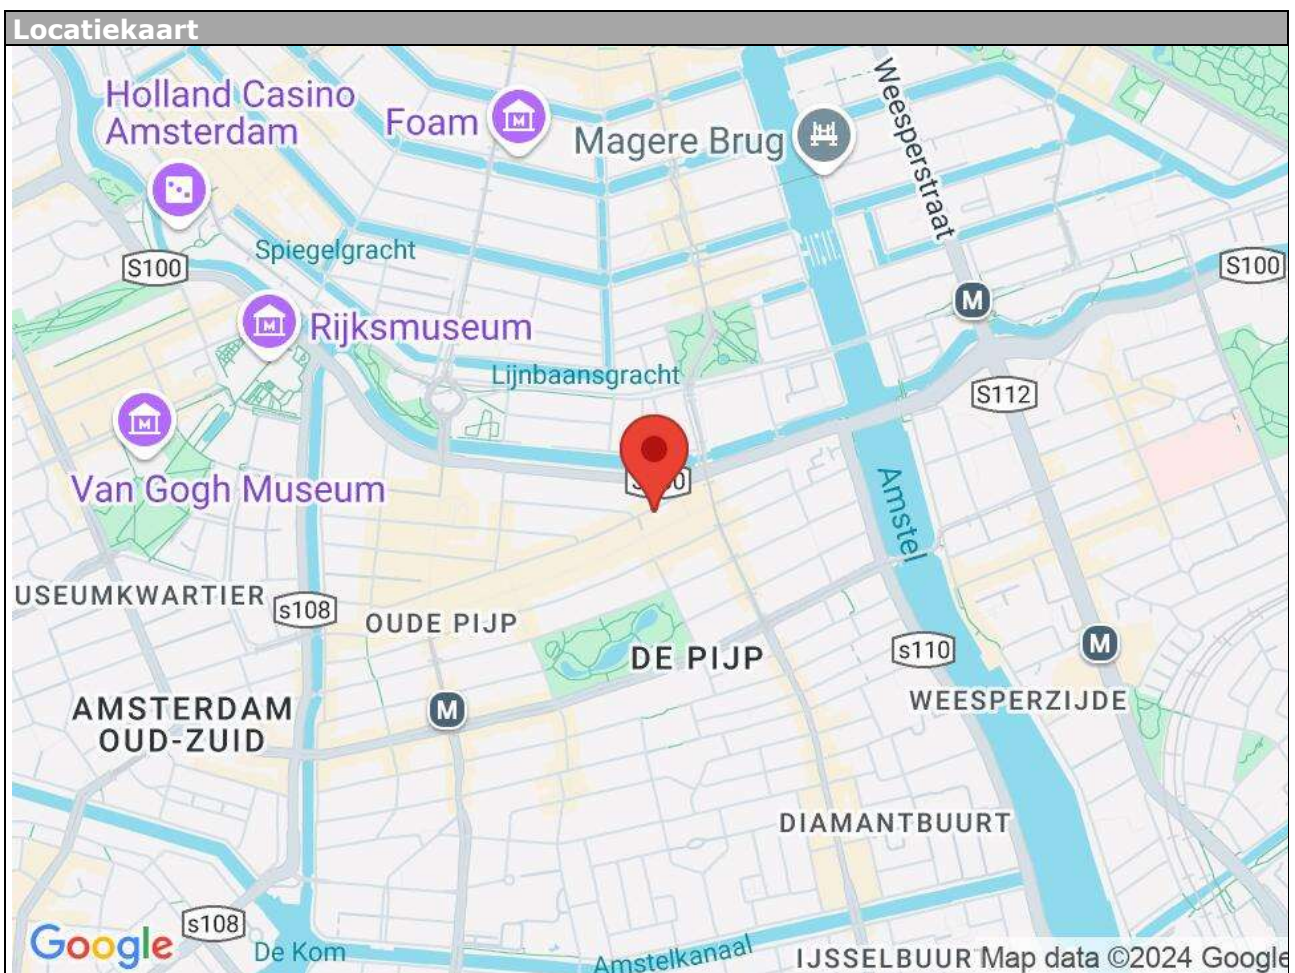 Locatiekaart
Holland Casino
Amsterdam
Foam
Magere Brug
Weesperstraat
Spiegelgracht
S100
S100
M
Rijksmuseum
Lijnbaansgracht
S112
Van Gogh Museum
Amstel
USEUMKWARTIER
s108
OUDE PIJP
DE PIJP
s110
M
WEESPERZIJDE
AMSTERDAM
OUD-ZUID
M
DIAMANTBUURT
s108
Google
De Kom
Amstelkanaal
IJSSELBUUR
Map data ©2024 Google